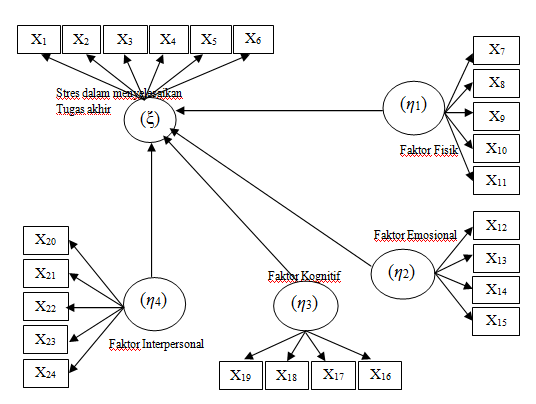 X1 X2 X3 X4 X5 X6
Stres dalam menyelesaikan
Tugas akhir
(ξ)
(η1)
Faktor Fisik
X7
X8
X9
X10
X11
Faktor Emosional
(η2)
X12
X13
X14
X15
Faktor Kognitif
(η3)
X19 X18 X17 X16
X20
X21
X22
X23
X24
(η4)
Faktor Interpersonal